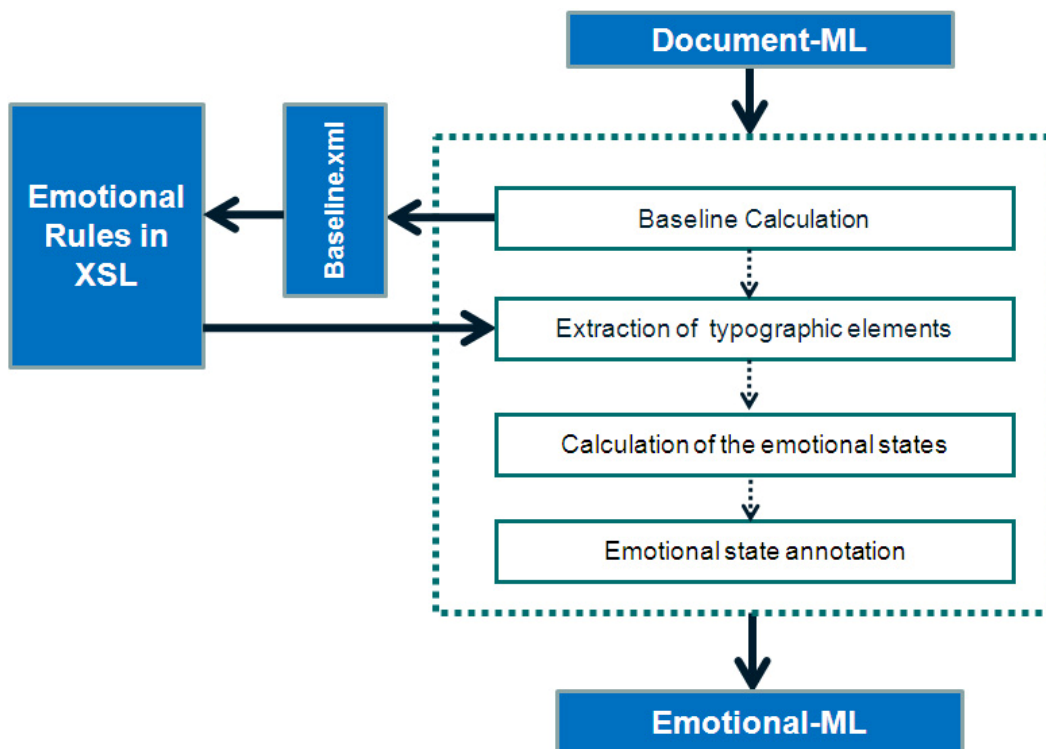 Document-ML
Emotional
Rules in
XSL
Baseline.xml
Baseline Calculation
Extraction of typographic elements
Calculation of the emotional states
Emotional state annotation
Emotional-ML